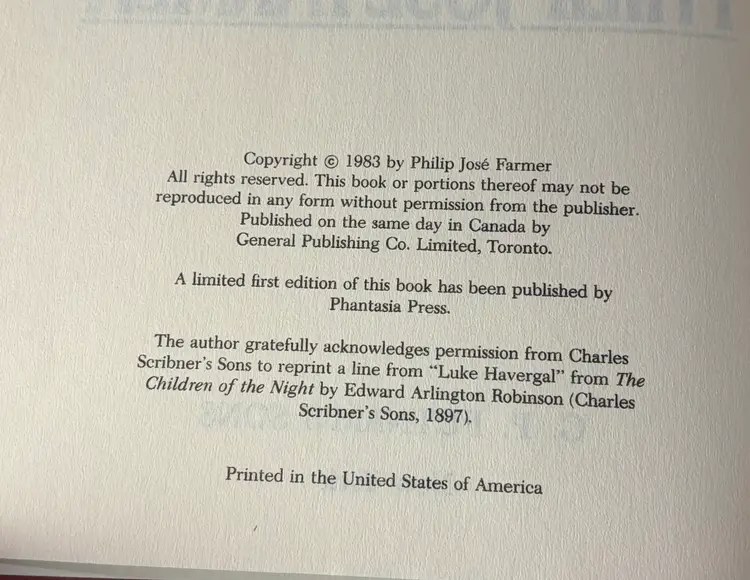 Copyright © 1983 by Philip José Farmer
All rights reserved. This book or portions thereof may not be
reproduced in any form without permission from the publisher.
Published on the same day in Canada by
General Publishing Co. Limited, Toronto.
A limited first edition of this book has been published by
Phantasia Press.
The author gratefully acknowledges permission from Charles
Scribner's Sons to reprint a line from “Luke Havergal” from The
Children of the Night by Edward Arlington Robinson (Charles
Scribner's Sons, 1897).
Printed in the United States of America